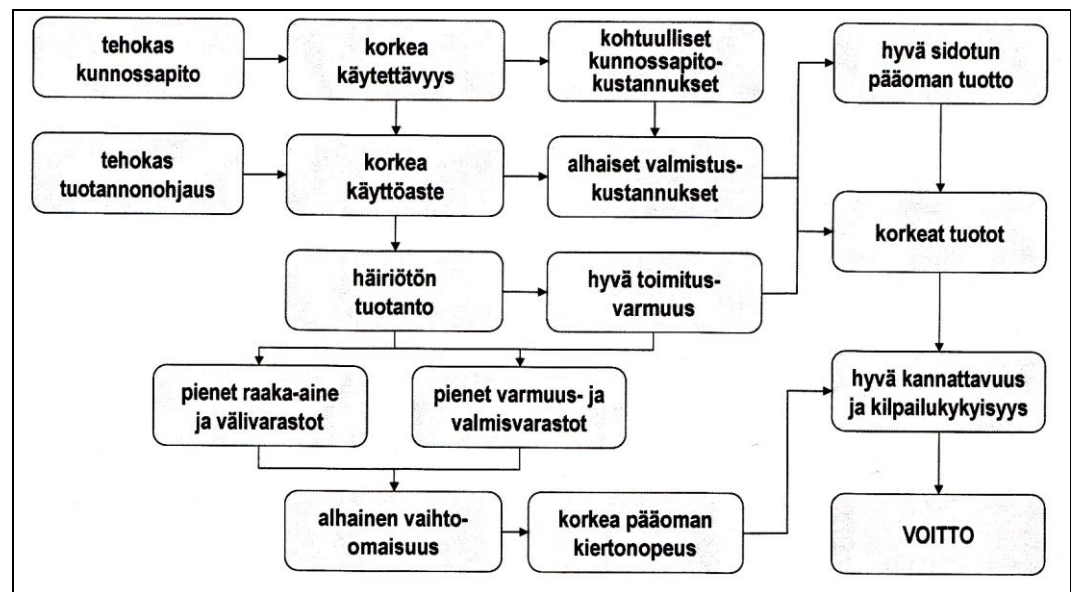 tehokas
kunnossapito
korkea
käytettävyys
kohtuulliset
kunnossapito-
kustannukset
hyvä sidotun
pääoman tuotto
tehokas
tuotannonohjaus
korkea
käyttöaste
alhaiset valmistus-
kustannukset
korkeat tuotot
häiriötön
tuotanto
hyvä toimitus-
varmuus
pienet raaka-aine
ja välivarastot
pienet varmuus- ja
valmisvarastot
hyvä kannattavuus
ja kilpailukykyisyys
alhainen vaihto-
omaisuus
korkea pääoman
kiertonopeus
VOITTO